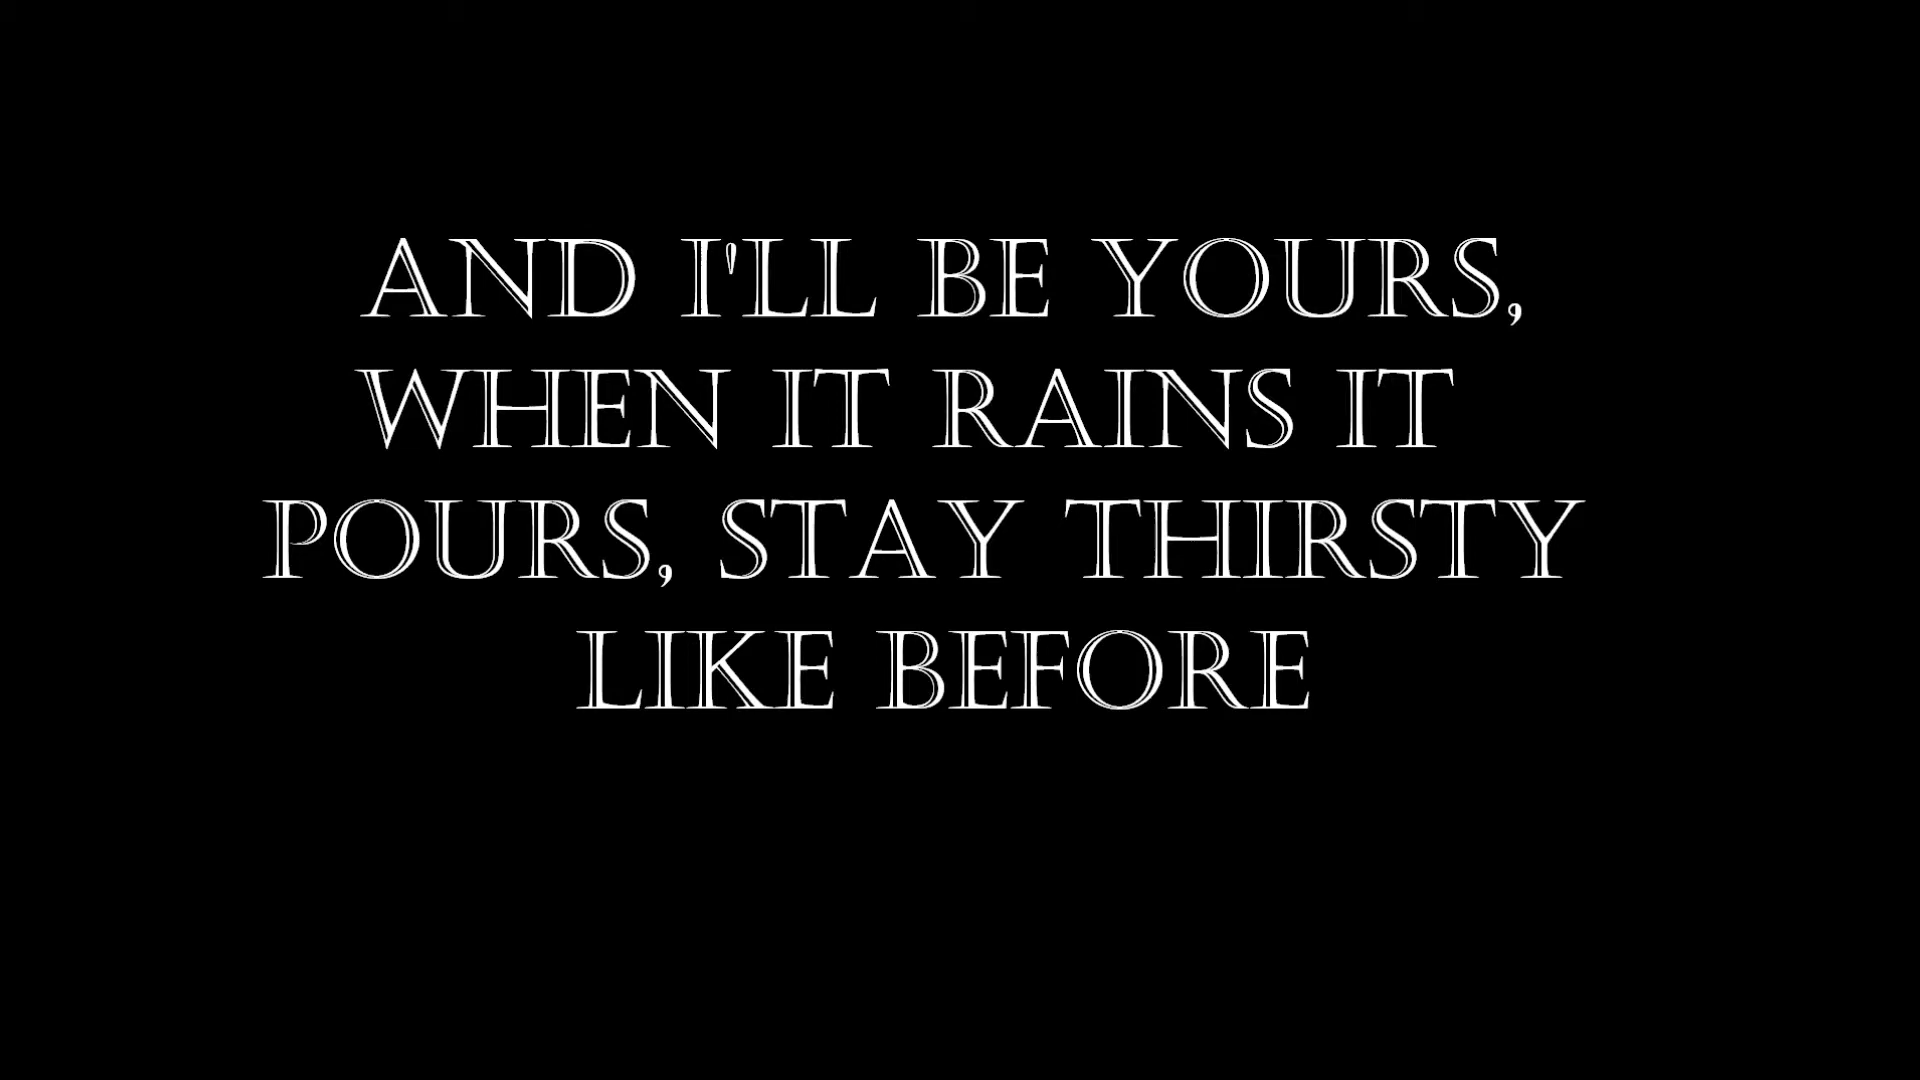 AND I'LL BE YOURS,
WHEN IT RAINS IT
POURS, STAY THIRSTY
LIKE BEFORE